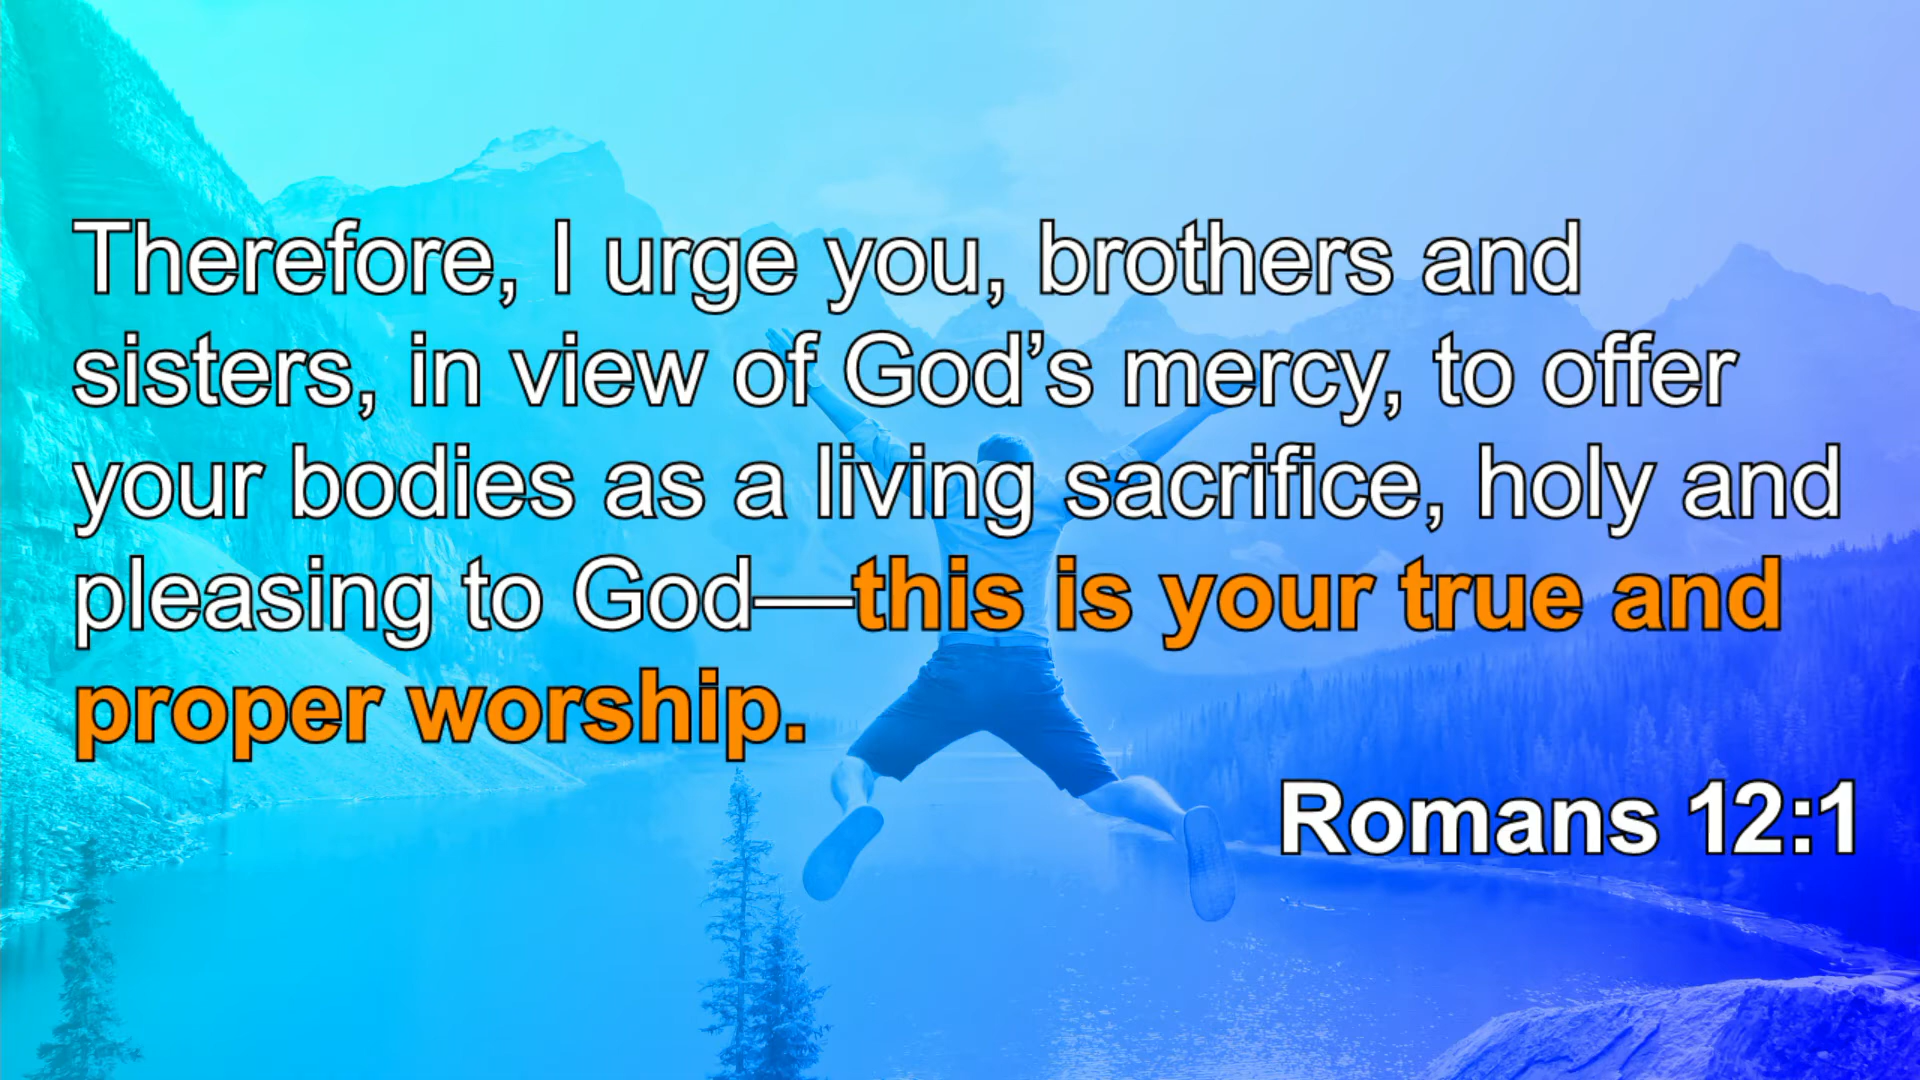 Therefore, I urge you, brothers and
sisters, in view of God’s mercy, to offer
your bodies as a living sacrifice, holy and
pleasing to God—this is your true and
proper worship.
Romans 12:1